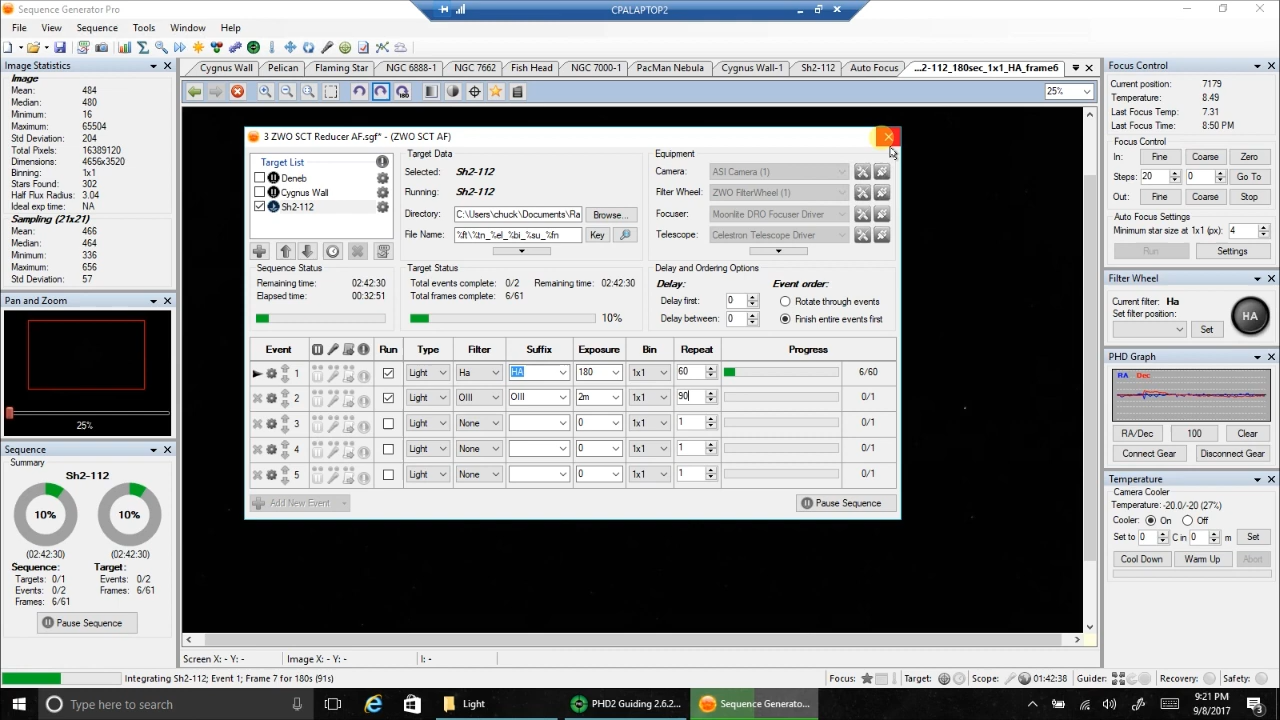 Sequence Generator Pro
CPALAPTOP2
File View Sequence Tools Window Help
Image Statistics
Image
Mean: 484
Median: 480
Minimum: 16
Maximum: 65504
Std Deviation: 204
Total Pixels: 16389120
Dimensions: 4656x3520
Binning: 1x1
Stars Found: 302
Half Flux Radius: 3.04
Ideal exp time: NA
Sampling (21x21)
Mean: 466
Median: 464
Minimum: 336
Maximum: 656
Std Deviation: 57
Pan and Zoom
25%
Sequence
Summary
Sh2-112
10% 10%
(02:42:30) (02:42:30)
Sequence: Target:
Targets: 0/1 Events: 0/2
Events: 0/2 Frames: 6/61
Frames: 6/61
Pause Sequence
Cygnus Wall Pelican Flaming Star NGC 6888-1 NGC 7662 Fish Head NGC 7000-1 PacMan Nebula Cygnus Wall-1 Sh2-112 Auto Focus ...2-112_180sec_1x1_HA_frame6
25%
3 ZWO SCT Reducer AF.sgf* - (ZWO SCT AF)
Target List
Deneb
Cygnus Wall
Sh2-112
Target Data
Selected: Sh2-112
Running: Sh2-112
Directory: C:\Users\chuck\Documents\Ra Browse...
File Name: %ft\%tn_%el_%bi_%su_%fn Key
Equipment
Camera: ASI Camera (1)
Filter Wheel: ZWO FilterWheel (1)
Focuser: Moonlite DRO Focuser Driver
Telescope: Celestron Telescope Driver
Sequence Status
Remaining time: 02:42:30
Elapsed time: 00:32:51
Target Status
Total events complete: 0/2 Remaining time: 02:42:30
Total frames complete: 6/61
10%
Delay and Ordering Options
Delay: Event order:
Delay first: 0 Rotate through events
Delay between: 0 Finish entire events first
Event Run Type Filter Suffix Exposure Bin Repeat Progress
1 Light Ha HA 180 1x1 60 6/60
2 Light OIII OIII 2m 1x1 90 0/1
3 Light None 0 1x1 1 0/1
4 Light None 0 1x1 1 0/1
5 Light None 0 1x1 1 0/1
Add New Event Pause Sequence
Screen X: - Y: - Image X: - Y: - I: -
Focus Control
Current position: 7179
Temperature: 8.49
Last Focus Temp: 7.31
Last Focus Time: 8:50 PM
Focus Control
In: Fine Coarse Zero
Steps: 20 0 Go To
Out: Fine Coarse Stop
Auto Focus Settings
Minimum star size at 1x1 (px): 4
Run Settings
Filter Wheel
Current filter: Ha
Set filter position:
Set
HA
PHD Graph
RA Dec
RA/Dec 100 Clear
Connect Gear Disconnect Gear
Temperature
Camera Cooler
Temperature: -20.0/-20 (27%)
Cooler: On Off
Set to 0 C in 0 m Set
Cool Down Warm Up Abort
Integrating Sh2-112; Event 1; Frame 7 for 180s (91s)
Focus: Target: Scope: 01:42:38 Guider: Recovery: Safety:
Type here to search
Light
PHD2 Guiding 2.6.2...
Sequence Generato...
9:21 PM
9/8/2017
3